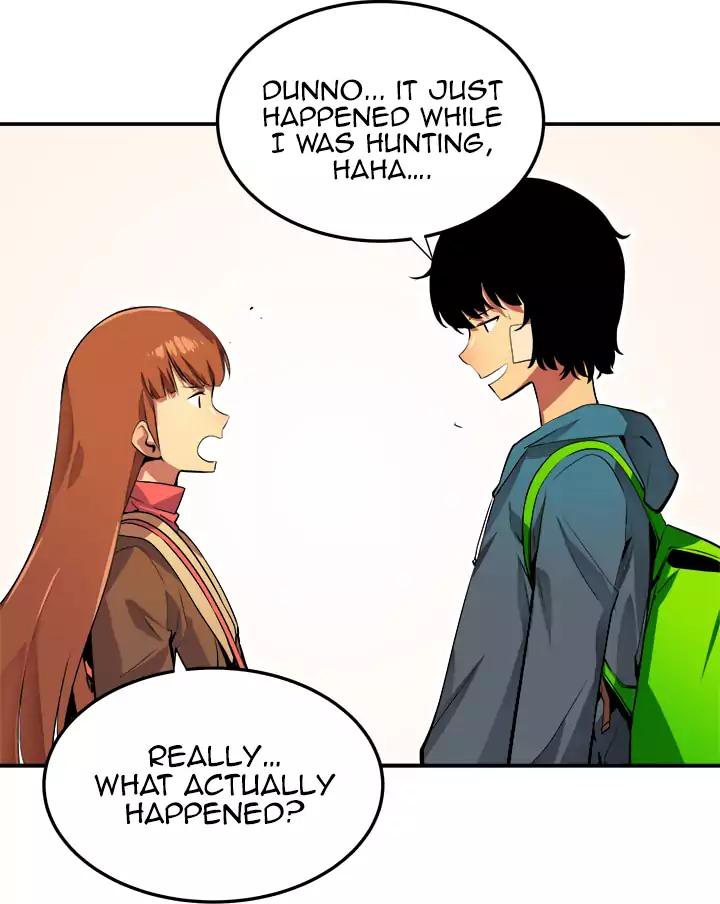 DUNNO... IT JUST
HAPPENED WHILE
I WAS HUNTING,
HAHA....
REALLY...
WHAT ACTUALLY
HAPPENED?